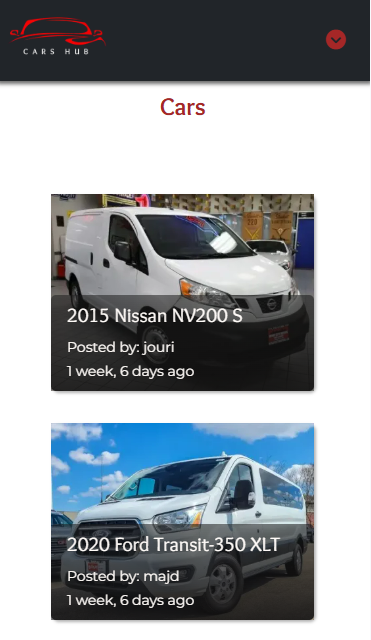 CARS HUB
Cars
2015 Nissan NV200 S
Posted by: jouri
1 week, 6 days ago
2020 Ford Transit-350 XLT
Posted by: majd
1 week, 6 days ago